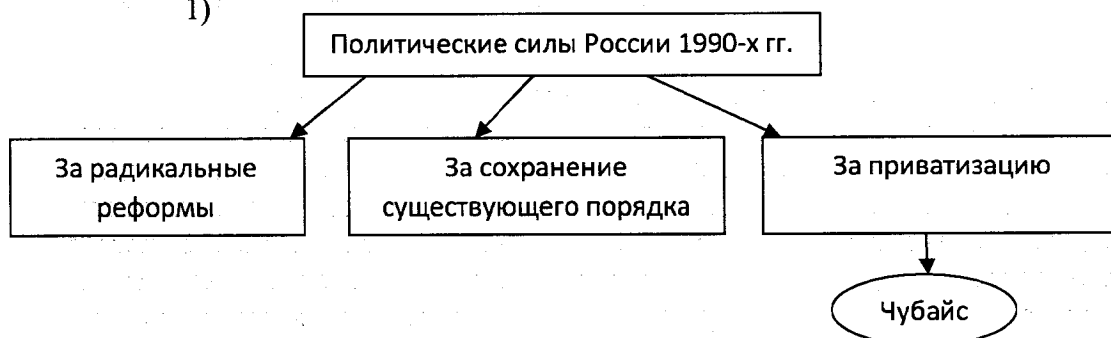 1)
Политические силы России 1990-х гг.
За радикальные
реформы
За сохранение
существующего порядка
За приватизацию
Чубайс